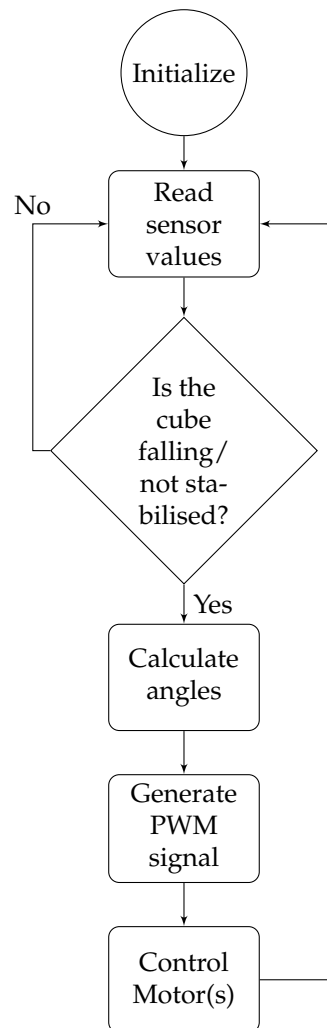 Initialize
No
Read
sensor
values
Is the
cube
falling/
not sta-
bilised?
Yes
Calculate
angles
Generate
PWM
signal
Control
Motor(s)